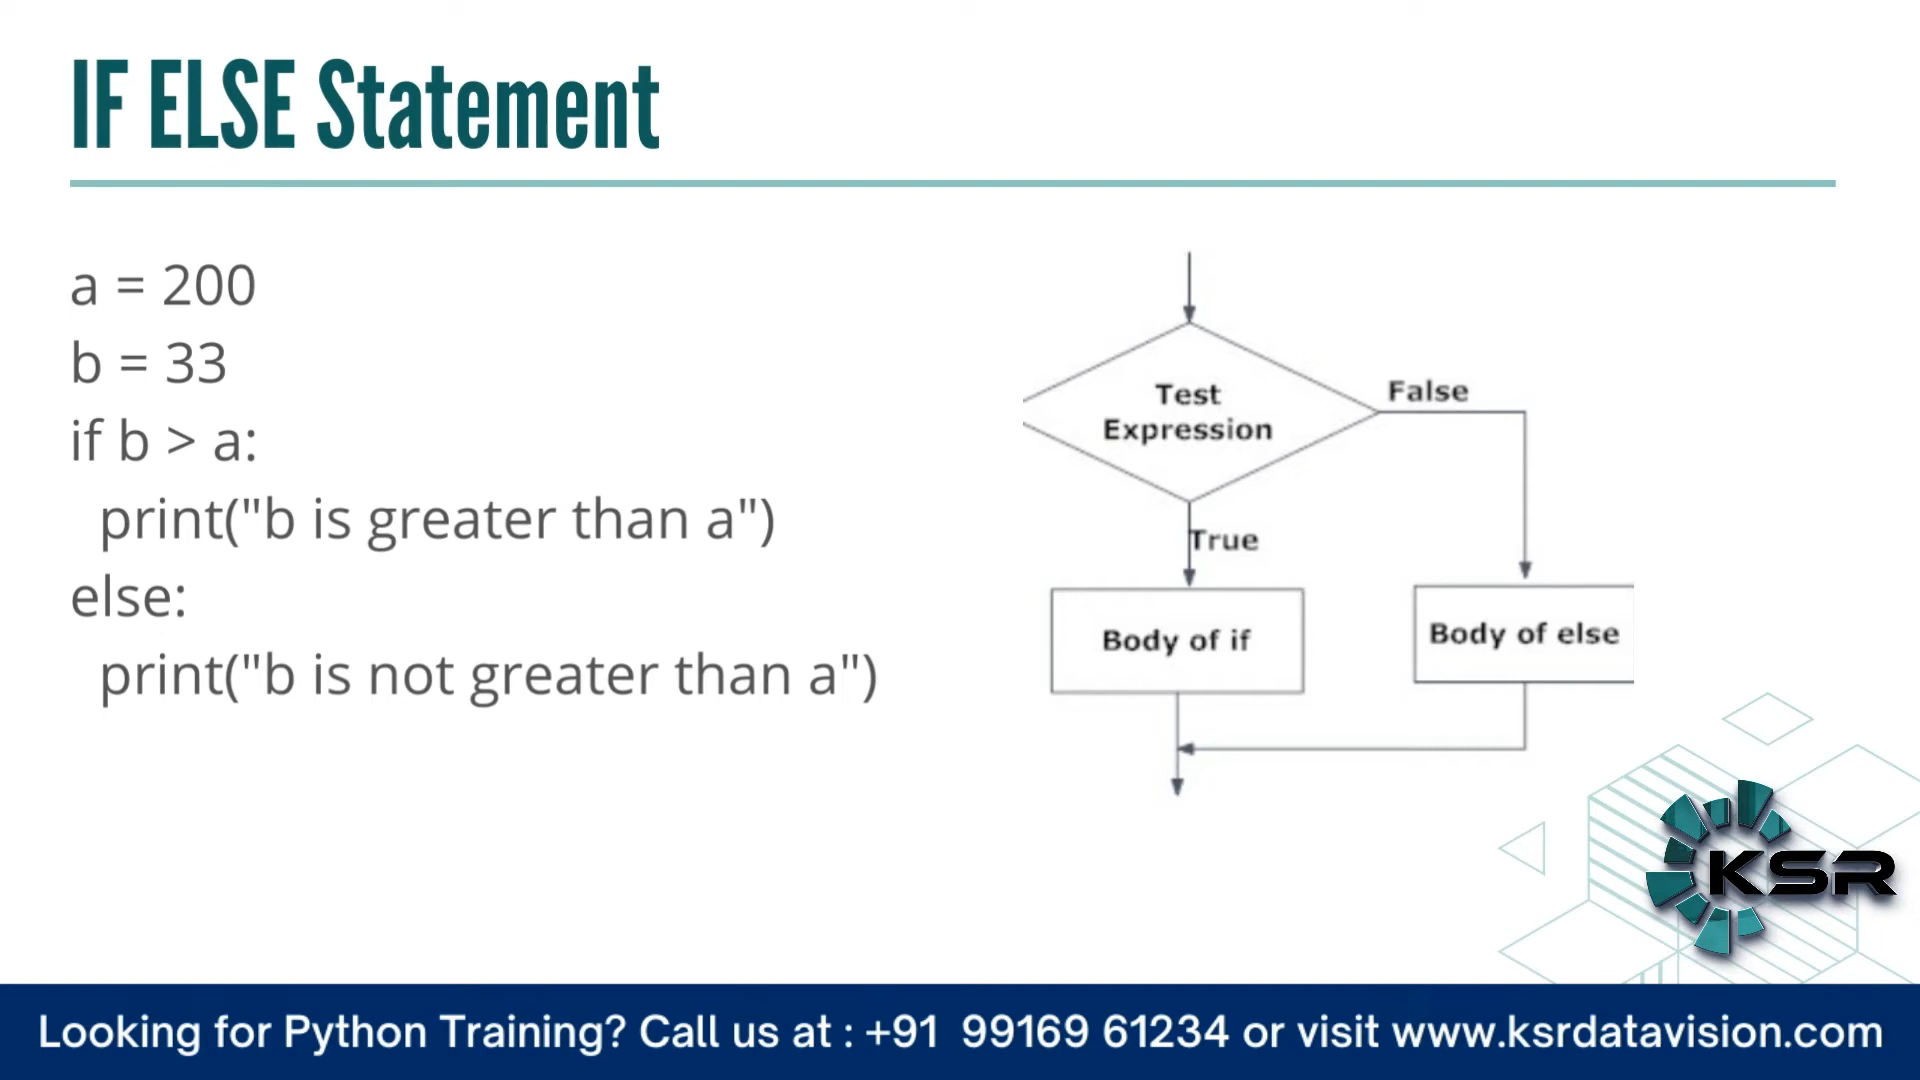 IF ELSE Statement
a = 200
b = 33
if b > a:
print("b is greater than a")
else:
print("b is not greater than a")
Test
Expression
False
True
Body of if
Body of else
KSR
Looking for Python Training? Call us at : +91 99169 61234 or visit www.ksrdatavision.com